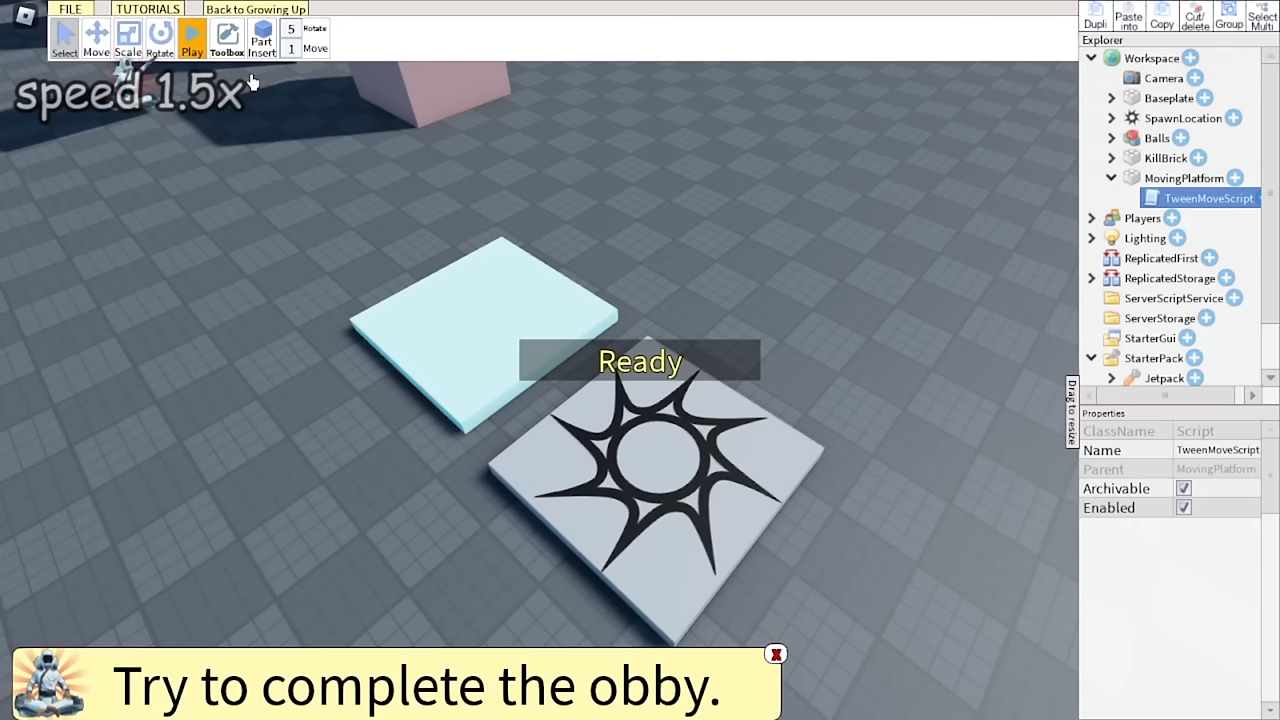 FILE
TUTORIALS
Back to Growing Up
Select
Move
Scale
Rotate
Play
Toolbox
Part
Insert
5 Rotate
1 Move
Dupli
Paste
into
Copy
Cut/
delete
Group
Select
Multi
speed 1.5x
Explorer
Workspace
Camera
Baseplate
SpawnLocation
Balls
KillBrick
MovingPlatform
TweenMoveScript
Players
Lighting
ReplicatedFirst
ReplicatedStorage
ServerScriptService
ServerStorage
StarterGui
StarterPack
Jetpack
Ready
Drag to resize
Properties
ClassName Script
Name TweenMoveScript
Parent MovingPlatform
Archivable
Enabled
Try to complete the obby.
X